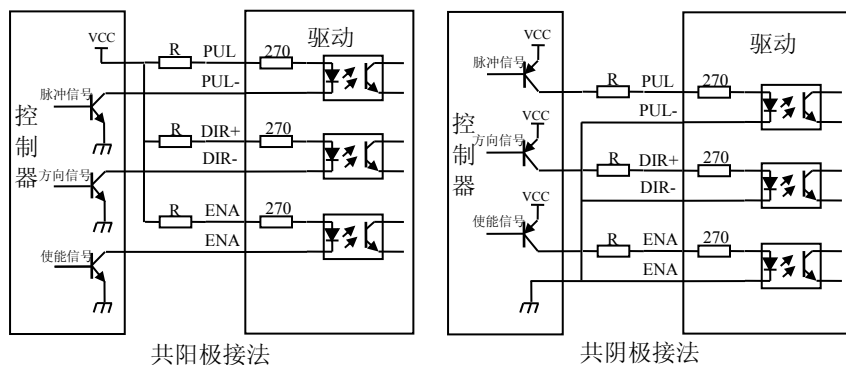 VCC
R
PUL
270
驱动
脉冲信号
PUL-
控制器
R
DIR+
270
DIR-
方向信号
R
ENA
270
使能信号
ENA
共阳极接法
VCC
驱动
脉冲信号
R
PUL
270
PUL-
控制器
VCC
方向信号
R
DIR+
270
DIR-
VCC
使能信号
R
ENA
270
ENA
共阴极接法